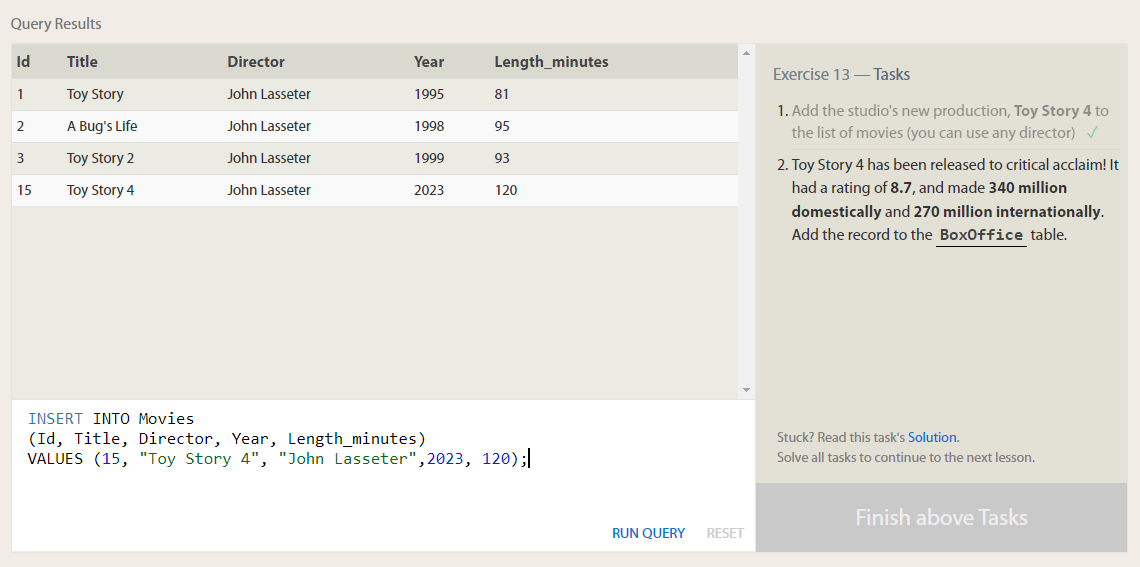 Query Results
Id Title Director Year Length_minutes
1 Toy Story John Lasseter 1995 81
2 A Bug's Life John Lasseter 1998 95
3 Toy Story 2 John Lasseter 1999 93
15 Toy Story 4 John Lasseter 2023 120
INSERT INTO Movies
(Id, Title, Director, Year, Length_minutes)
VALUES (15, "Toy Story 4", "John Lasseter",2023, 120);
RUN QUERY RESET
Exercise 13 — Tasks
1. Add the studio's new production, Toy Story 4 to
the list of movies (you can use any director) ✓
2. Toy Story 4 has been released to critical acclaim! It
had a rating of 8.7, and made 340 million
domestically and 270 million internationally.
Add the record to the BoxOffice table.
Stuck? Read this task's Solution.
Solve all tasks to continue to the next lesson.
Finish above Tasks